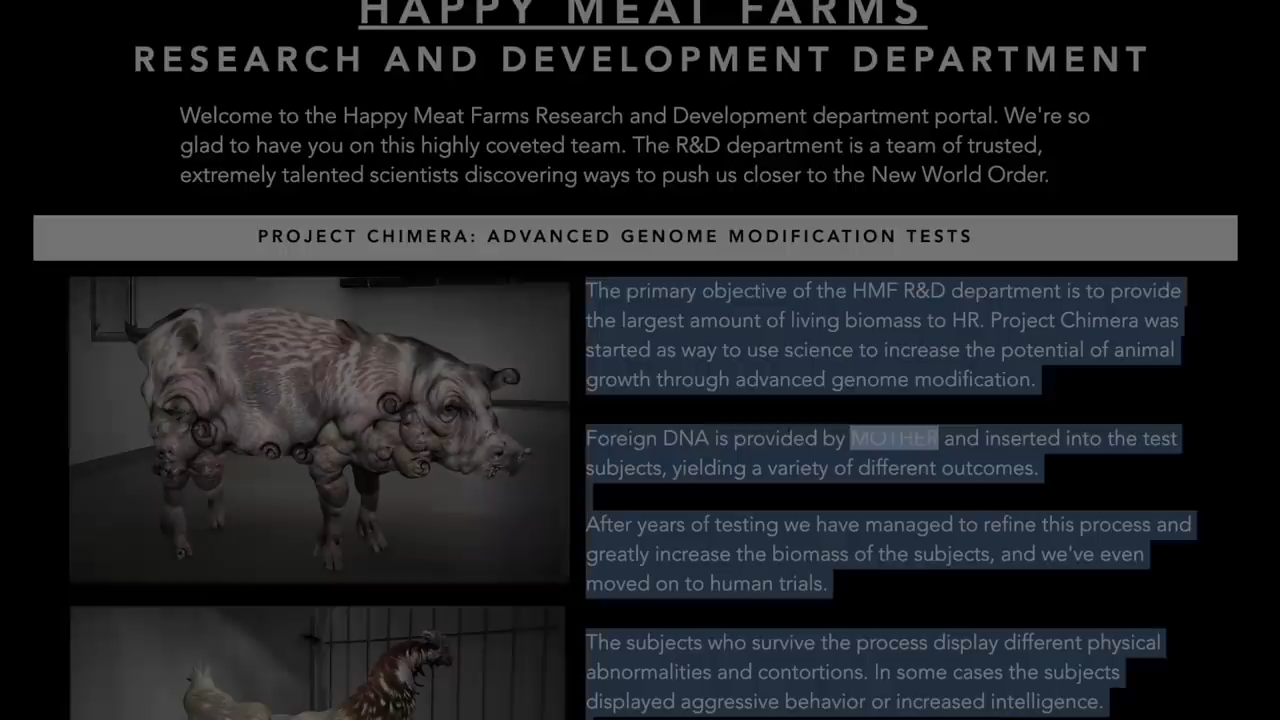 HAPPY MEAT FARMS
RESEARCH AND DEVELOPMENT DEPARTMENT
Welcome to the Happy Meat Farms Research and Development department portal. We're so
glad to have you on this highly coveted team. The R&D department is a team of trusted,
extremely talented scientists discovering ways to push us closer to the New World Order.
PROJECT CHIMERA: ADVANCED GENOME MODIFICATION TESTS
The primary objective of the HMF R&D department is to provide
the largest amount of living biomass to HR. Project Chimera was
started as way to use science to increase the potential of animal
growth through advanced genome modification.
Foreign DNA is provided by MOTHER and inserted into the test
subjects, yielding a variety of different outcomes.
After years of testing we have managed to refine this process and
greatly increase the biomass of the subjects, and we've even
moved on to human trials.
The subjects who survive the process display different physical
abnormalities and contortions. In some cases the subjects
displayed aggressive behavior or increased intelligence.